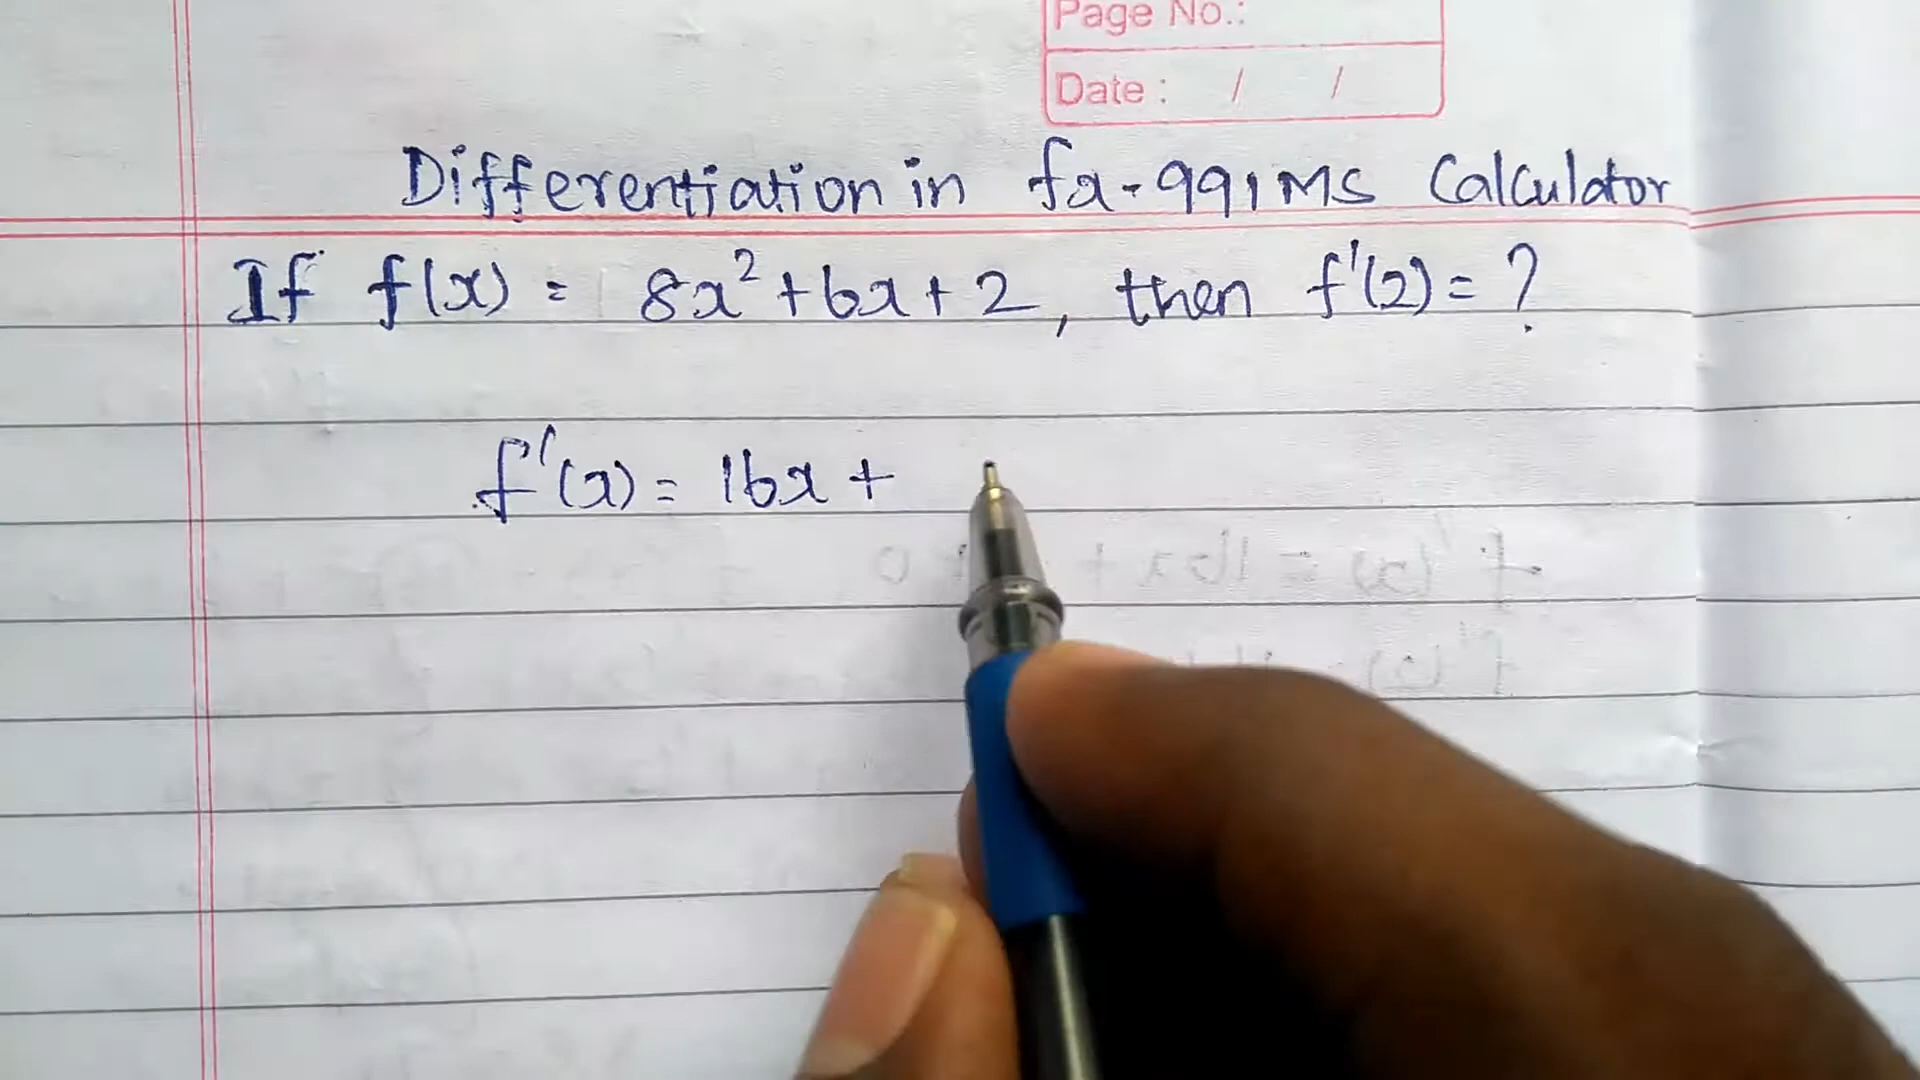 Page No.:
Date : / /
Differentiation in fx-991MS Calculator
If f(x) = 8x² + 6x + 2, then f'(2) = ?
f'(x) = 16x +